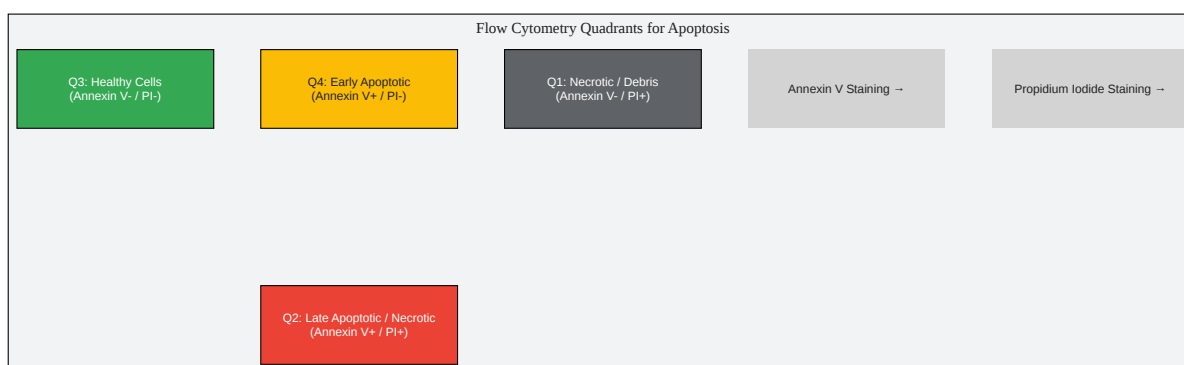 Flow Cytometry Quadrants for Apoptosis
Q3: Healthy Cells
(Annexin V- / PI-)
Q4: Early Apoptotic
(Annexin V+ / PI-)
Q1: Necrotic / Debris
(Annexin V- / PI+)
Annexin V Staining →
Propidium Iodide Staining →
Q2: Late Apoptotic / Necrotic
(Annexin V+ / PI+)